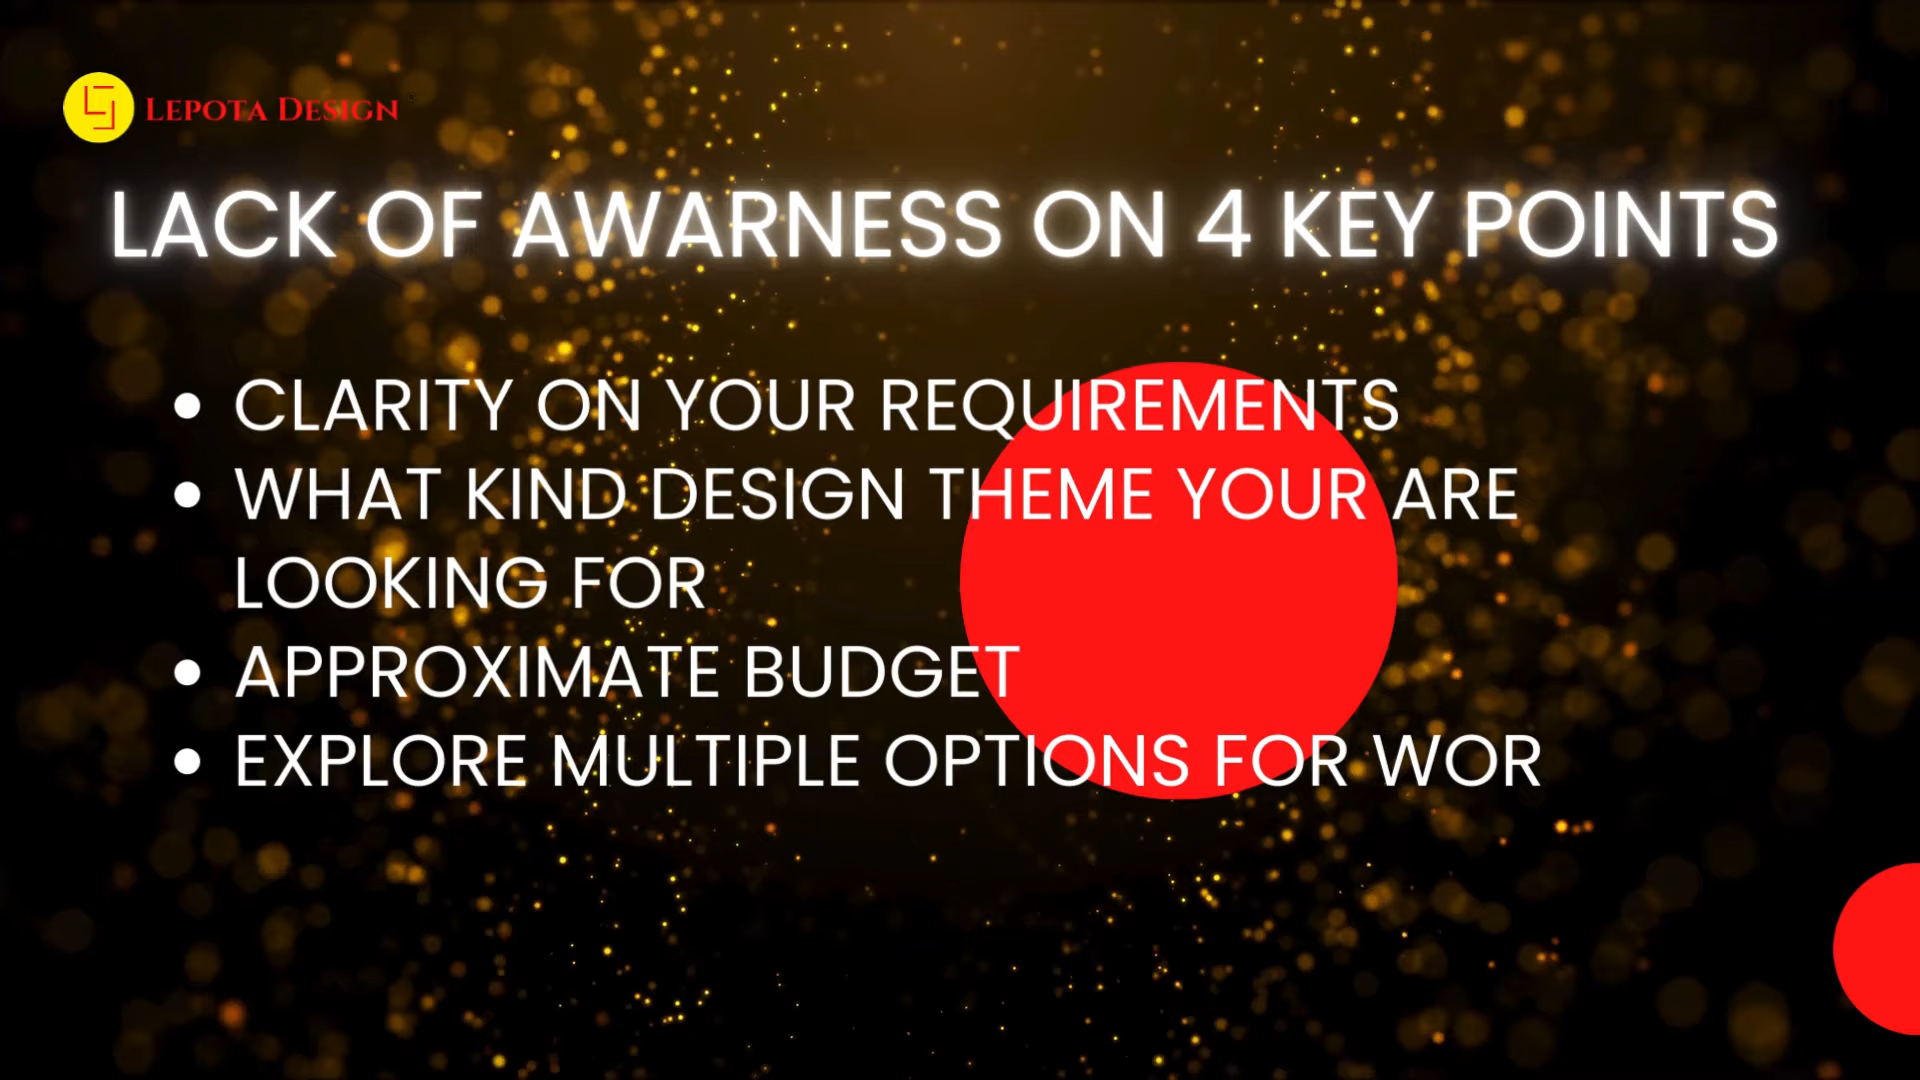 LEPOTA DESIGN
LACK OF AWARNESS ON 4 KEY POINTS
• CLARITY ON YOUR REQUIREMENTS
• WHAT KIND DESIGN THEME YOUR ARE
LOOKING FOR
• APPROXIMATE BUDGET
• EXPLORE MULTIPLE OPTIONS FOR WOR